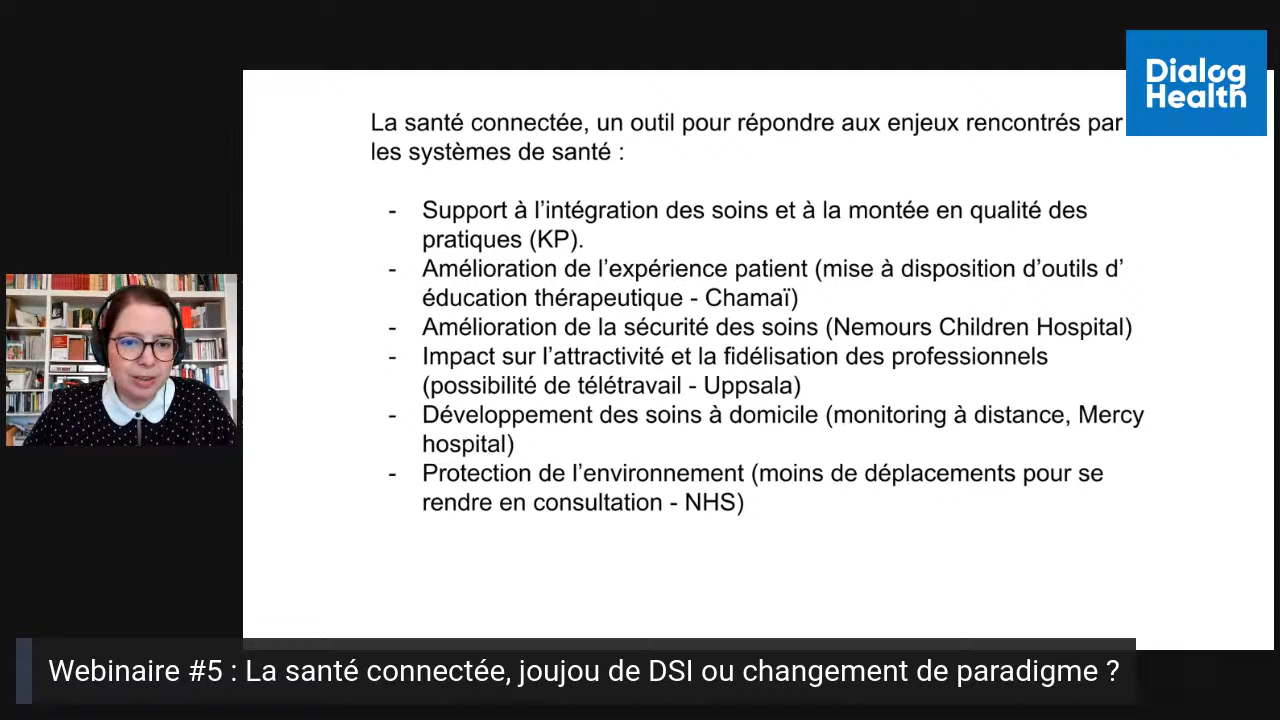 Dialog
Health
La santé connectée, un outil pour répondre aux enjeux rencontrés par
les systèmes de santé :
- Support à l’intégration des soins et à la montée en qualité des
pratiques (KP).
- Amélioration de l’expérience patient (mise à disposition d’outils d’
éducation thérapeutique - Chamaï)
- Amélioration de la sécurité des soins (Nemours Children Hospital)
- Impact sur l’attractivité et la fidélisation des professionnels
(possibilité de télétravail - Uppsala)
- Développement des soins à domicile (monitoring à distance, Mercy
hospital)
- Protection de l’environnement (moins de déplacements pour se
rendre en consultation - NHS)
Webinaire #5 : La santé connectée, joujou de DSI ou changement de paradigme ?